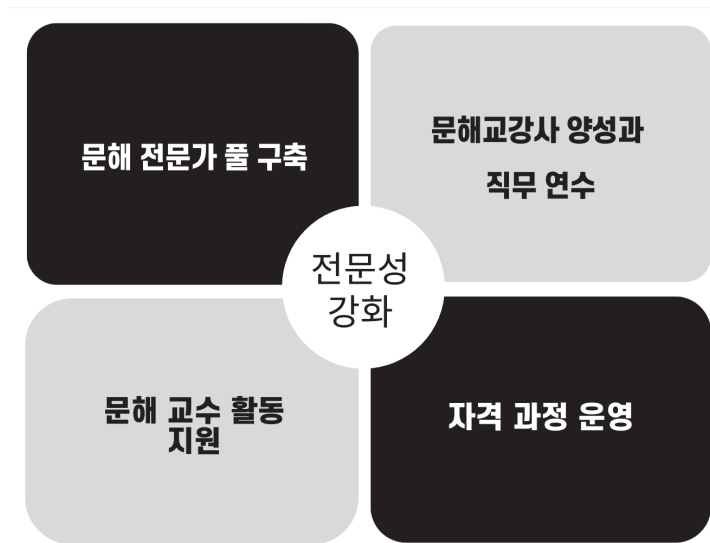 문해 전문가 풀 구축
문해교강사 양성과
직무 연수
전문성
강화
문해 교수 활동
지원
자격 과정 운영